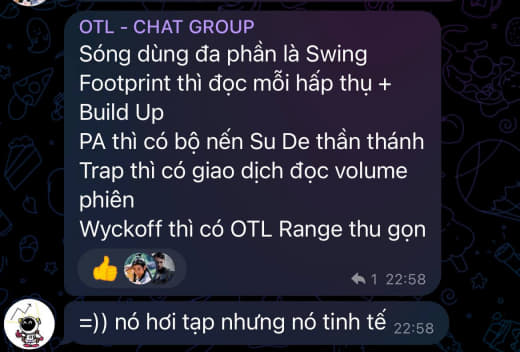 OTL - CHAT GROUP
Sóng dùng đa phần là Swing
Footprint thì đọc mỗi hấp thụ +
Build Up
PA thì có bộ nến Su De thần thánh
Trap thì có giao dịch đọc volume
phiên
Wyckoff thì có OTL Range thu gọn
1 22:58
=)) nó hơi tạp nhưng nó tinh tế 22:58